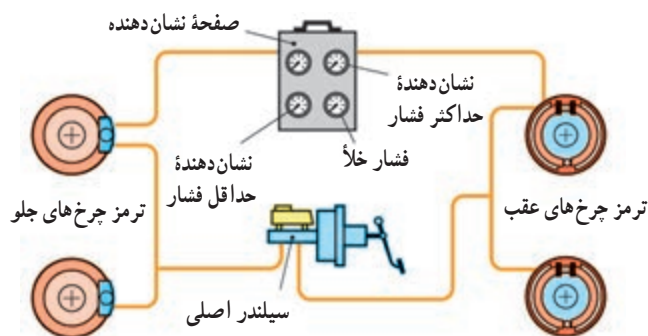 صفحهٔ نشان‌دهنده
نشان‌دهندهٔ
حداکثر فشار
فشار خلأ
نشان‌دهندهٔ
حداقل فشار
ترمز چرخ‌های عقب
ترمز چرخ‌های جلو
سیلندر اصلی